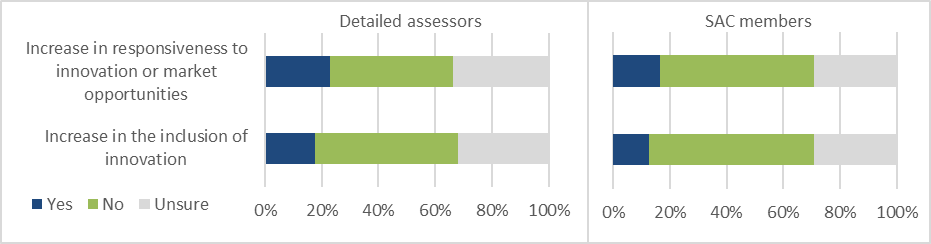 Detailed assessors
SAC members
Increase in responsiveness to
innovation or market
opportunities
Increase in the inclusion of
innovation
Yes No Unsure
0% 20% 40% 60% 80% 100%
0% 20% 40% 60% 80% 100%